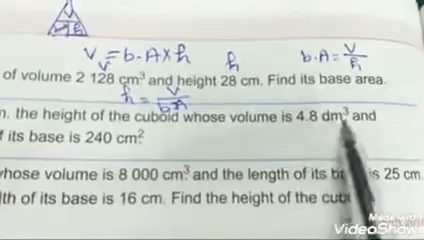 V = b.A x h h b.A = V/h
V
of volume 2 128 cm³ and height 28 cm. Find its base area.
h = V/b.A
n. the height of the cuboid whose volume is 4.8 dm³ and
f its base is 240 cm²
whose volume is 8 000 cm³ and the length of its b is 25 cm
dth of its base is 16 cm. Find the height of the cub
Made with
VideoShow